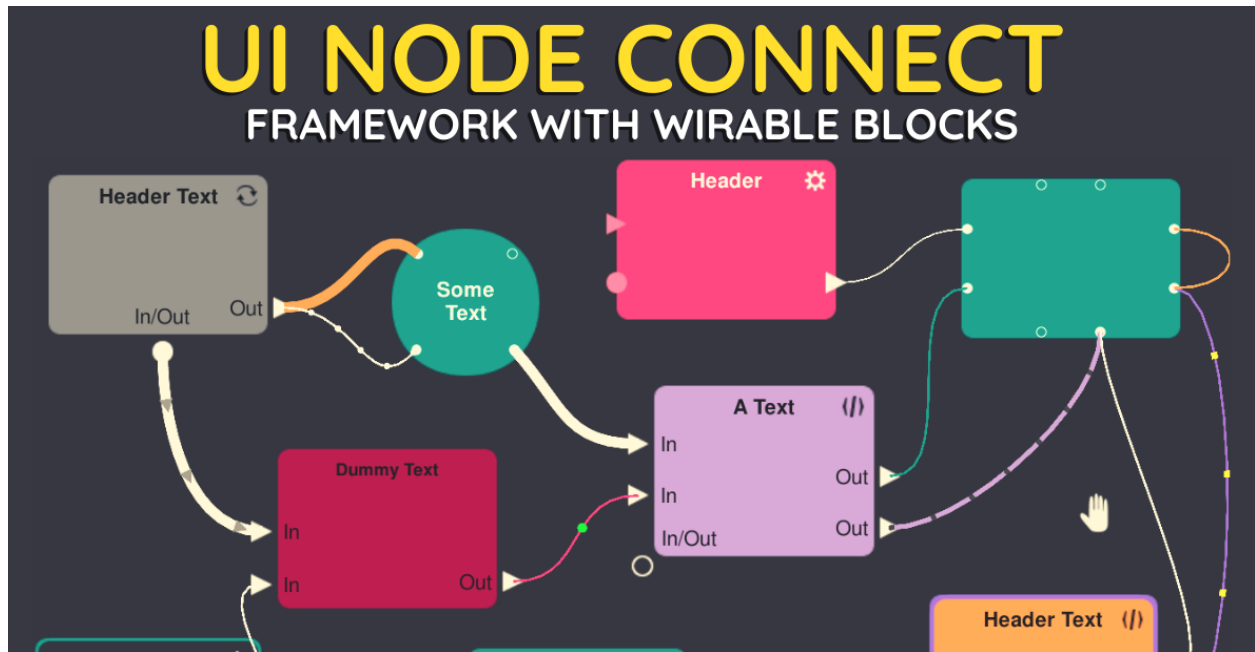 UI NODE CONNECT
FRAMEWORK WITH WIRABLE BLOCKS
Header Text
In/Out
Out
Some
Text
Header
Dummy Text
In
In
Out
A Text
In
In
In/Out
Out
Out
Header Text